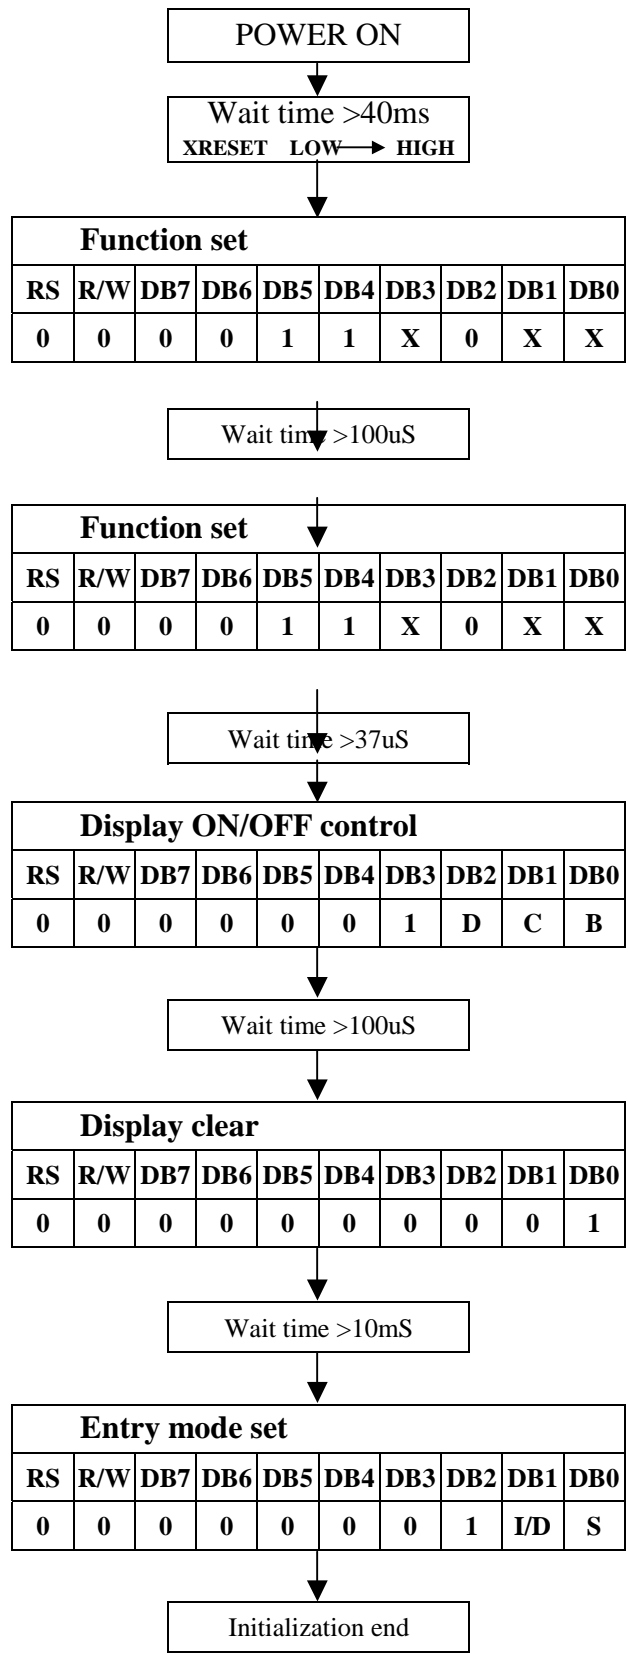 POWER ON
Wait time >40ms
XRESET LOW HIGH
Function set
RS R/W DB7 DB6 DB5 DB4 DB3 DB2 DB1 DB0
0 0 0 0 1 1 X 0 X X
Wait time >100uS
Function set
RS R/W DB7 DB6 DB5 DB4 DB3 DB2 DB1 DB0
0 0 0 0 1 1 X 0 X X
Wait time >37uS
Display ON/OFF control
RS R/W DB7 DB6 DB5 DB4 DB3 DB2 DB1 DB0
0 0 0 0 0 0 1 D C B
Wait time >100uS
Display clear
RS R/W DB7 DB6 DB5 DB4 DB3 DB2 DB1 DB0
0 0 0 0 0 0 0 0 0 1
Wait time >10mS
Entry mode set
RS R/W DB7 DB6 DB5 DB4 DB3 DB2 DB1 DB0
0 0 0 0 0 0 0 1 I/D S
Initialization end